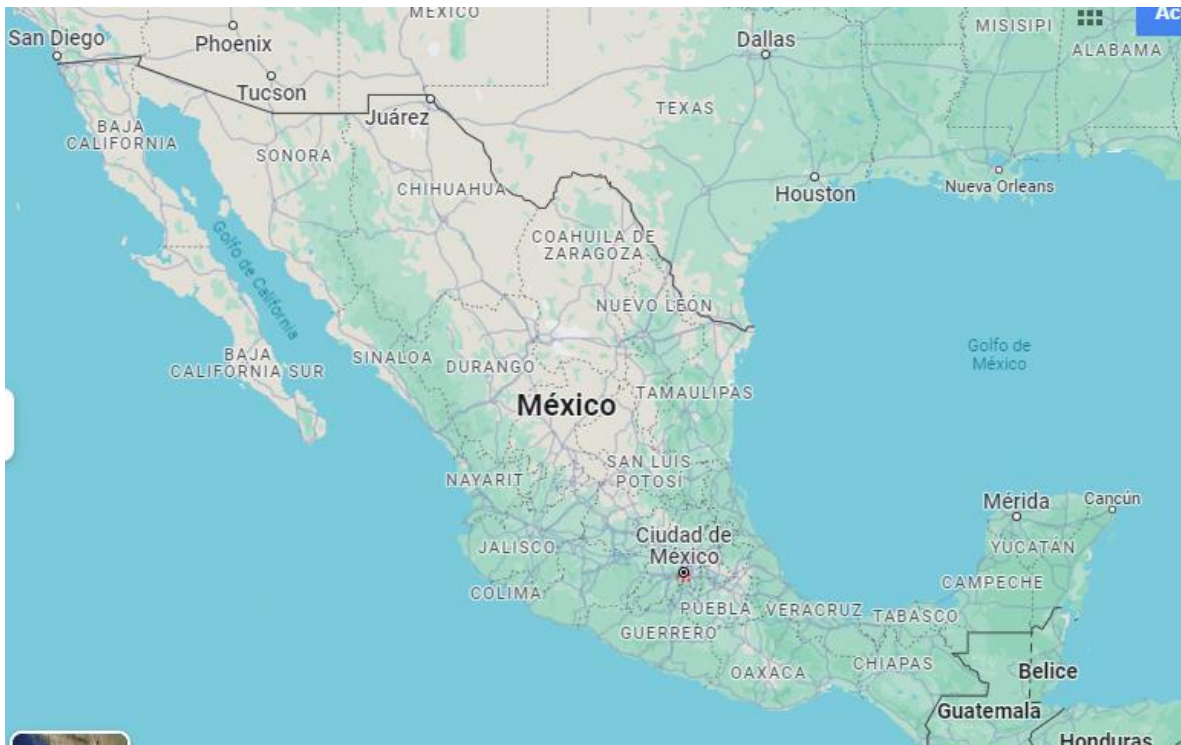 MÉXICO
Ac
San Diego
Phoenix
Dallas
MISISIPI
ALABAMA
Tucson
Juárez
TEXAS
BAJA
CALIFORNIA
SONORA
CHIHUAHUA
Houston
Nueva Orleans
COAHUILA DE
ZARAGOZA
Golfo de California
NUEVO LEÓN
Golfo de
México
BAJA
CALIFORNIA SUR
SINALOA
DURANGO
TAMAULIPAS
México
SAN LUIS
POTOSÍ
NAYARIT
Mérida
Cancún
Ciudad de
México
JALISCO
YUCATÁN
COLIMA
CAMPECHE
PUEBLA
VERACRUZ
TABASCO
GUERRERO
OAXACA
CHIAPAS
Belice
Guatemala
Honduras